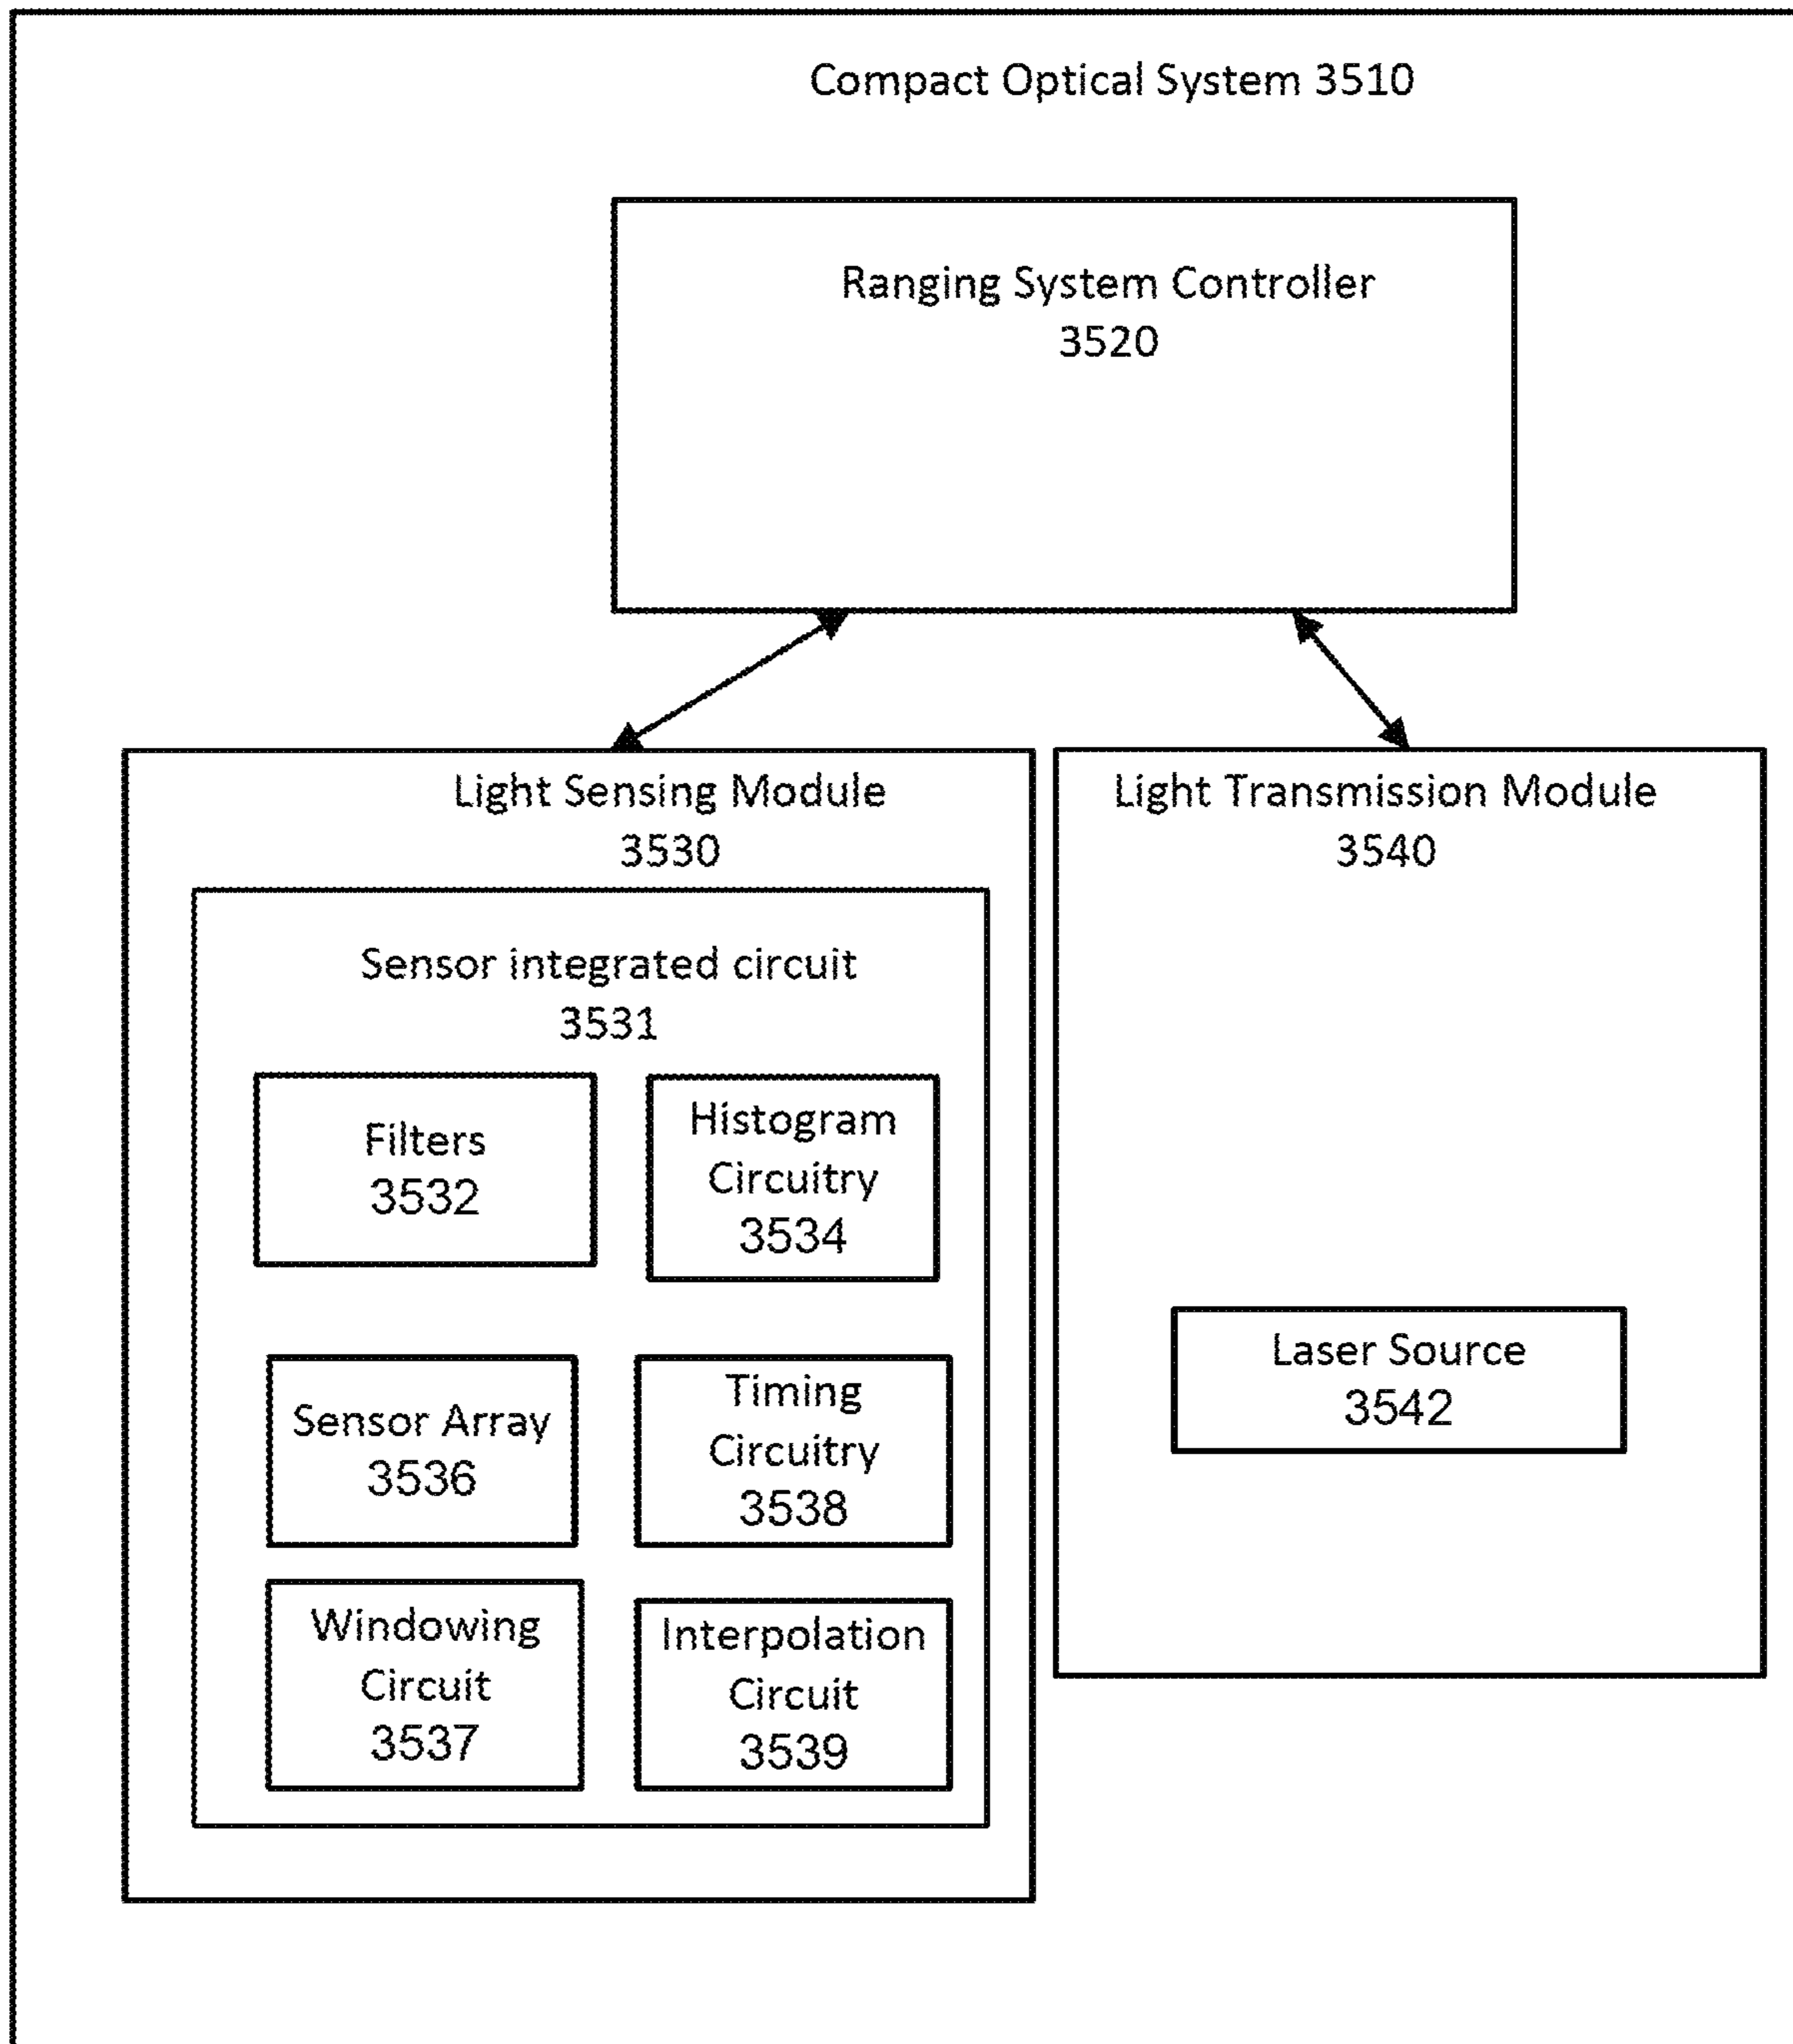 Compact Optical System 3510
Ranging System Controller
3520
Light Sensing Module
3530
Sensor integrated circuit
3531
Filters
3532
Histogram
Circuitry
3534
Sensor Array
3536
Timing
Circuitry
3538
Windowing
Circuit
3537
Interpolation
Circuit
3539
Light Transmission Module
3540
Laser Source
3542